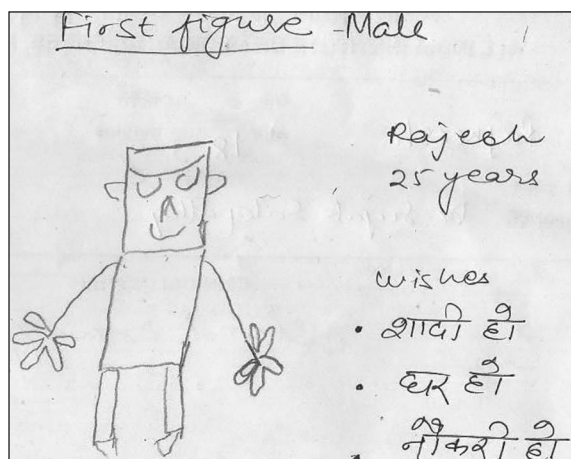 First figure - Male
Rajesh
25 years
wishes
• शादी हो
• घर हो
• नौकरी हो